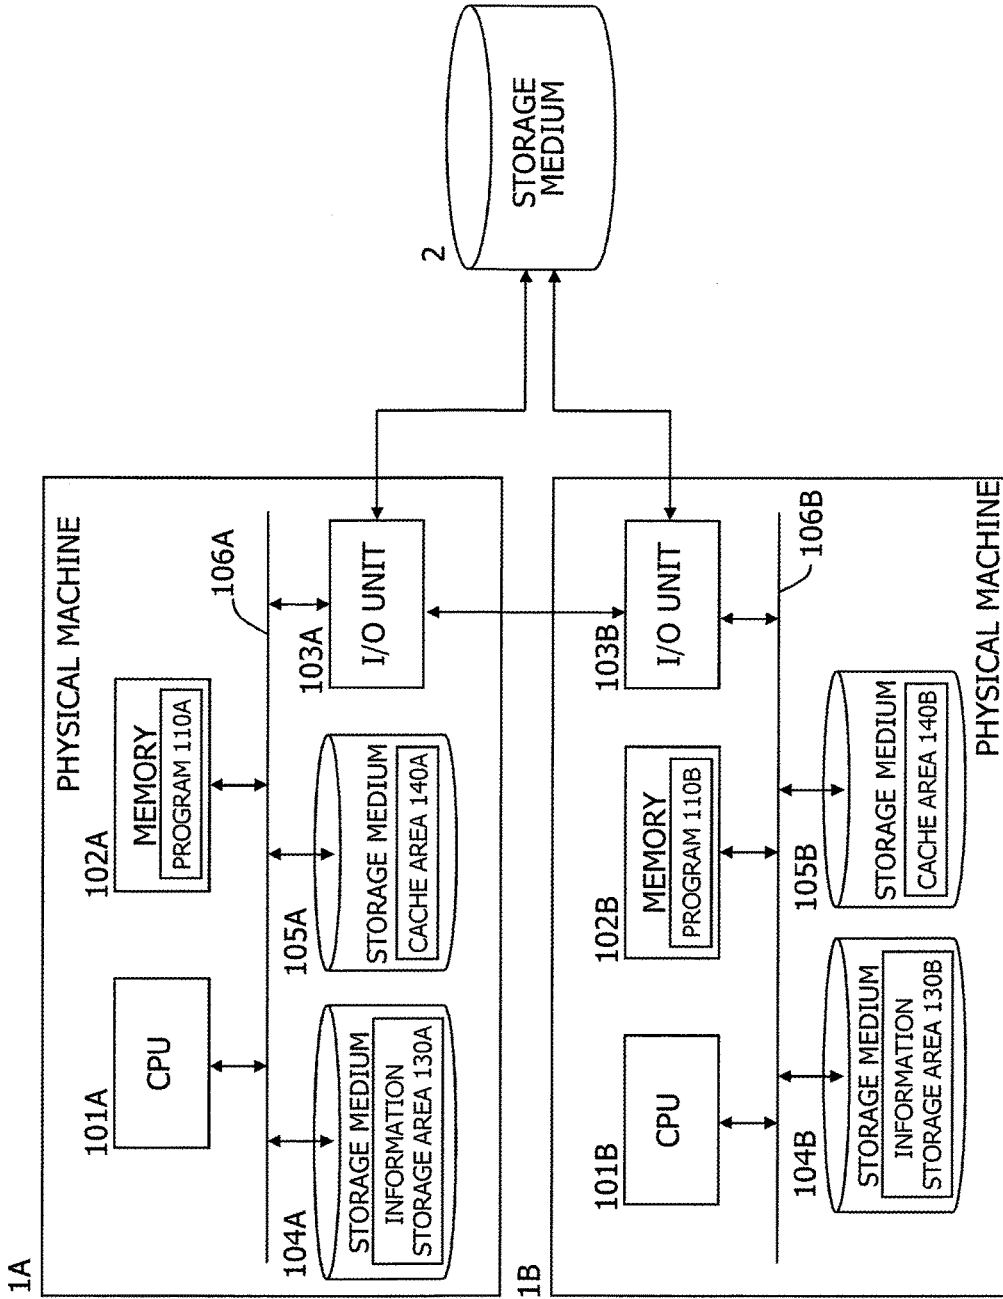 1A
PHYSICAL MACHINE
101A
CPU
102A
MEMORY
PROGRAM 110A
106A
104A
STORAGE MEDIUM
INFORMATION
STORAGE AREA 130A
105A
STORAGE MEDIUM
CACHE AREA 140A
103A
I/O UNIT
2
STORAGE
MEDIUM
1B
101B
CPU
102B
MEMORY
PROGRAM 110B
103B
I/O UNIT
106B
104B
STORAGE MEDIUM
INFORMATION
STORAGE AREA 130B
105B
STORAGE MEDIUM
CACHE AREA 140B
PHYSICAL MACHINE